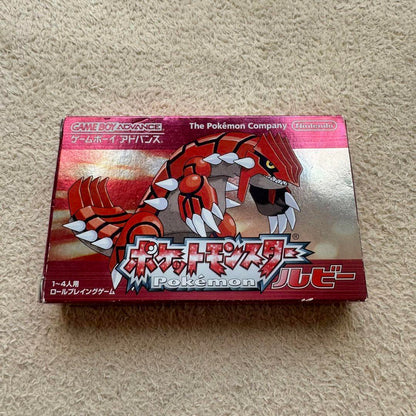 GAME BOY ADVANCE
ゲームボーイアドバンス
The Pokémon Company
Nintendo
ポケットモンスター
®
Pokémon
ルビー
1~4人用
ロールプレイングゲーム